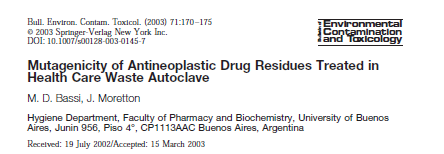 Bull. Environ. Contam. Toxicol. (2003) 71:170–175
© 2003 Springer-Verlag New York Inc.
DOI: 10.1007/s00128-003-0145-7
Environmental
Contamination
and Toxicology
Mutagenicity of Antineoplastic Drug Residues Treated in
Health Care Waste Autoclave
M. D. Bassi, J. Moretton
Hygiene Department, Faculty of Pharmacy and Biochemistry, University of Buenos
Aires, Junin 956, Piso 4°, CP1113AAC Buenos Aires, Argentina
Received: 19 July 2002/Accepted: 15 March 2003